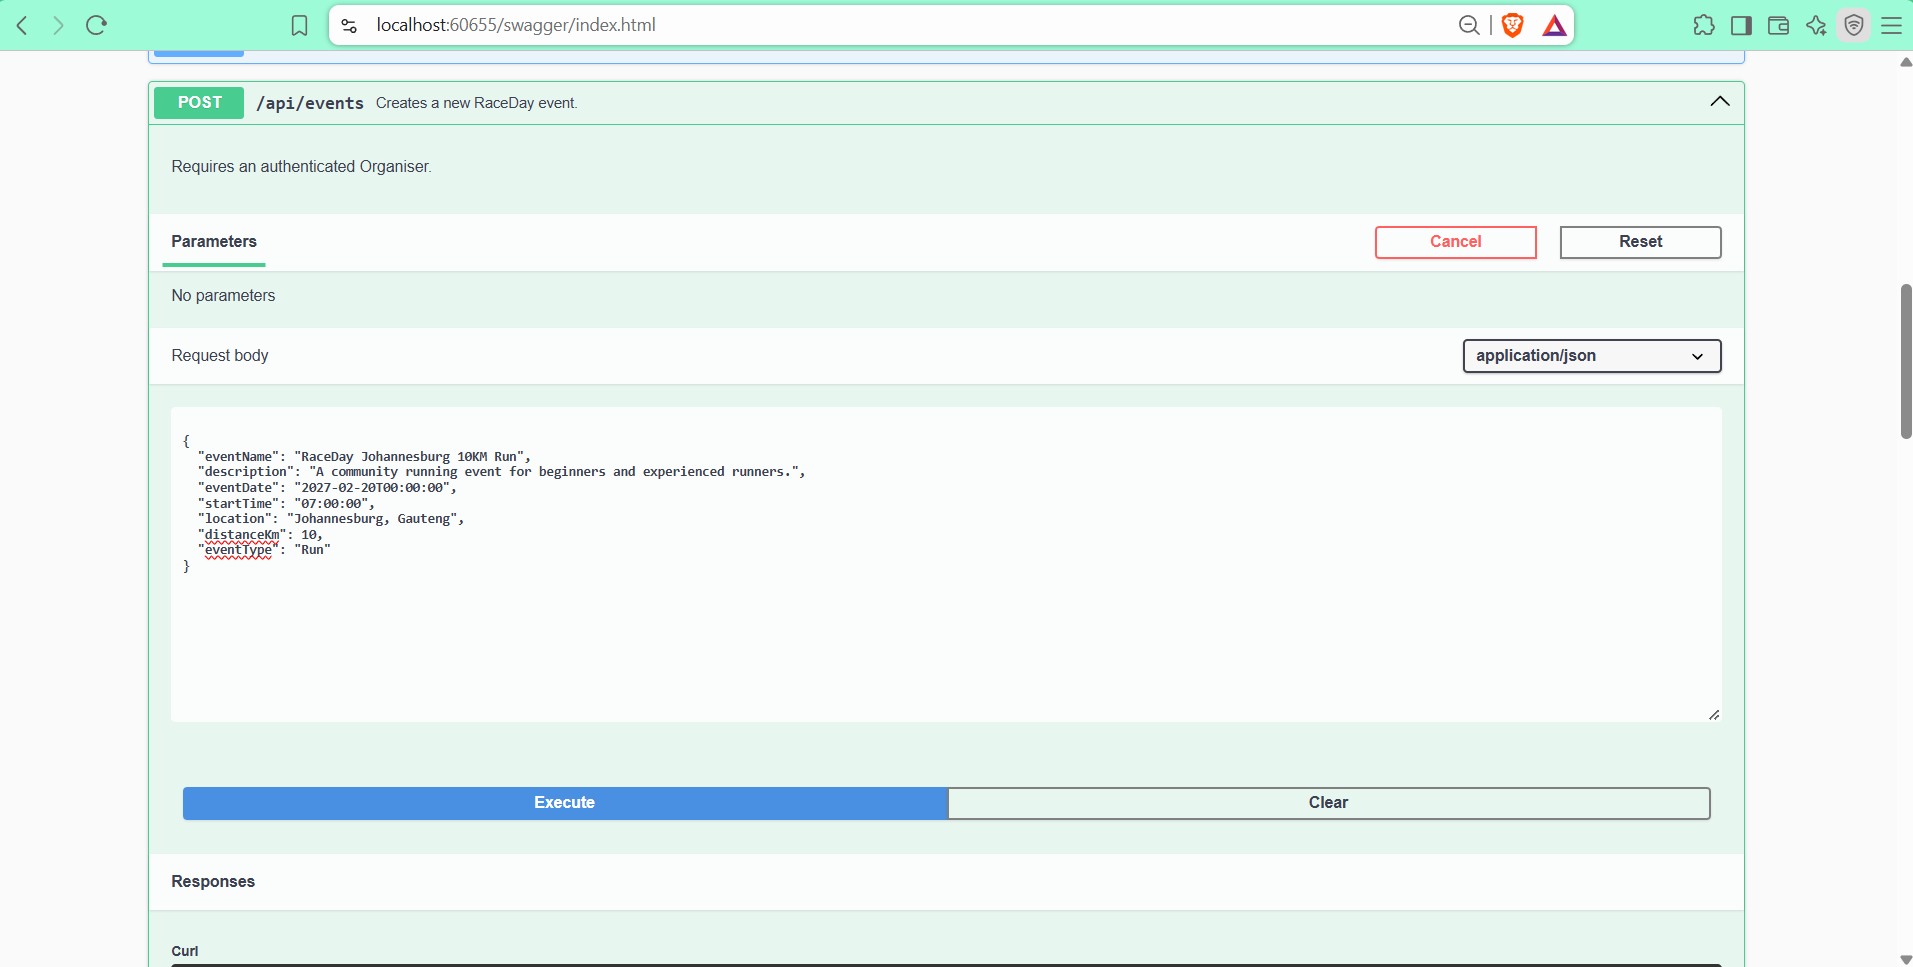 localhost:60655/swagger/index.html
POST /api/events Creates a new RaceDay event.
Requires an authenticated Organiser.
Parameters
Cancel
Reset
No parameters
Request body
application/json
{
  "eventName": "RaceDay Johannesburg 10KM Run",
  "description": "A community running event for beginners and experienced runners.",
  "eventDate": "2027-02-20T00:00:00",
  "startTime": "07:00:00",
  "location": "Johannesburg, Gauteng",
  "distanceKm": 10,
  "eventType": "Run"
}
Execute
Clear
Responses
Curl